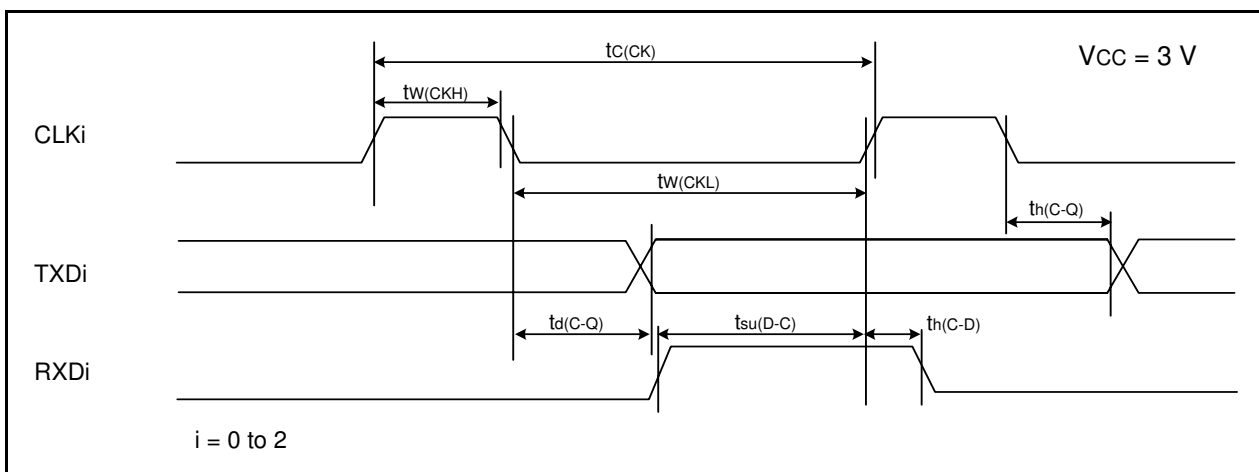 tC(CK)
VCC = 3 V
tW(CKH)
CLKi
tW(CKL)
th(C-Q)
TXDi
td(C-Q)
tsu(D-C)
th(C-D)
RXDi
i = 0 to 2